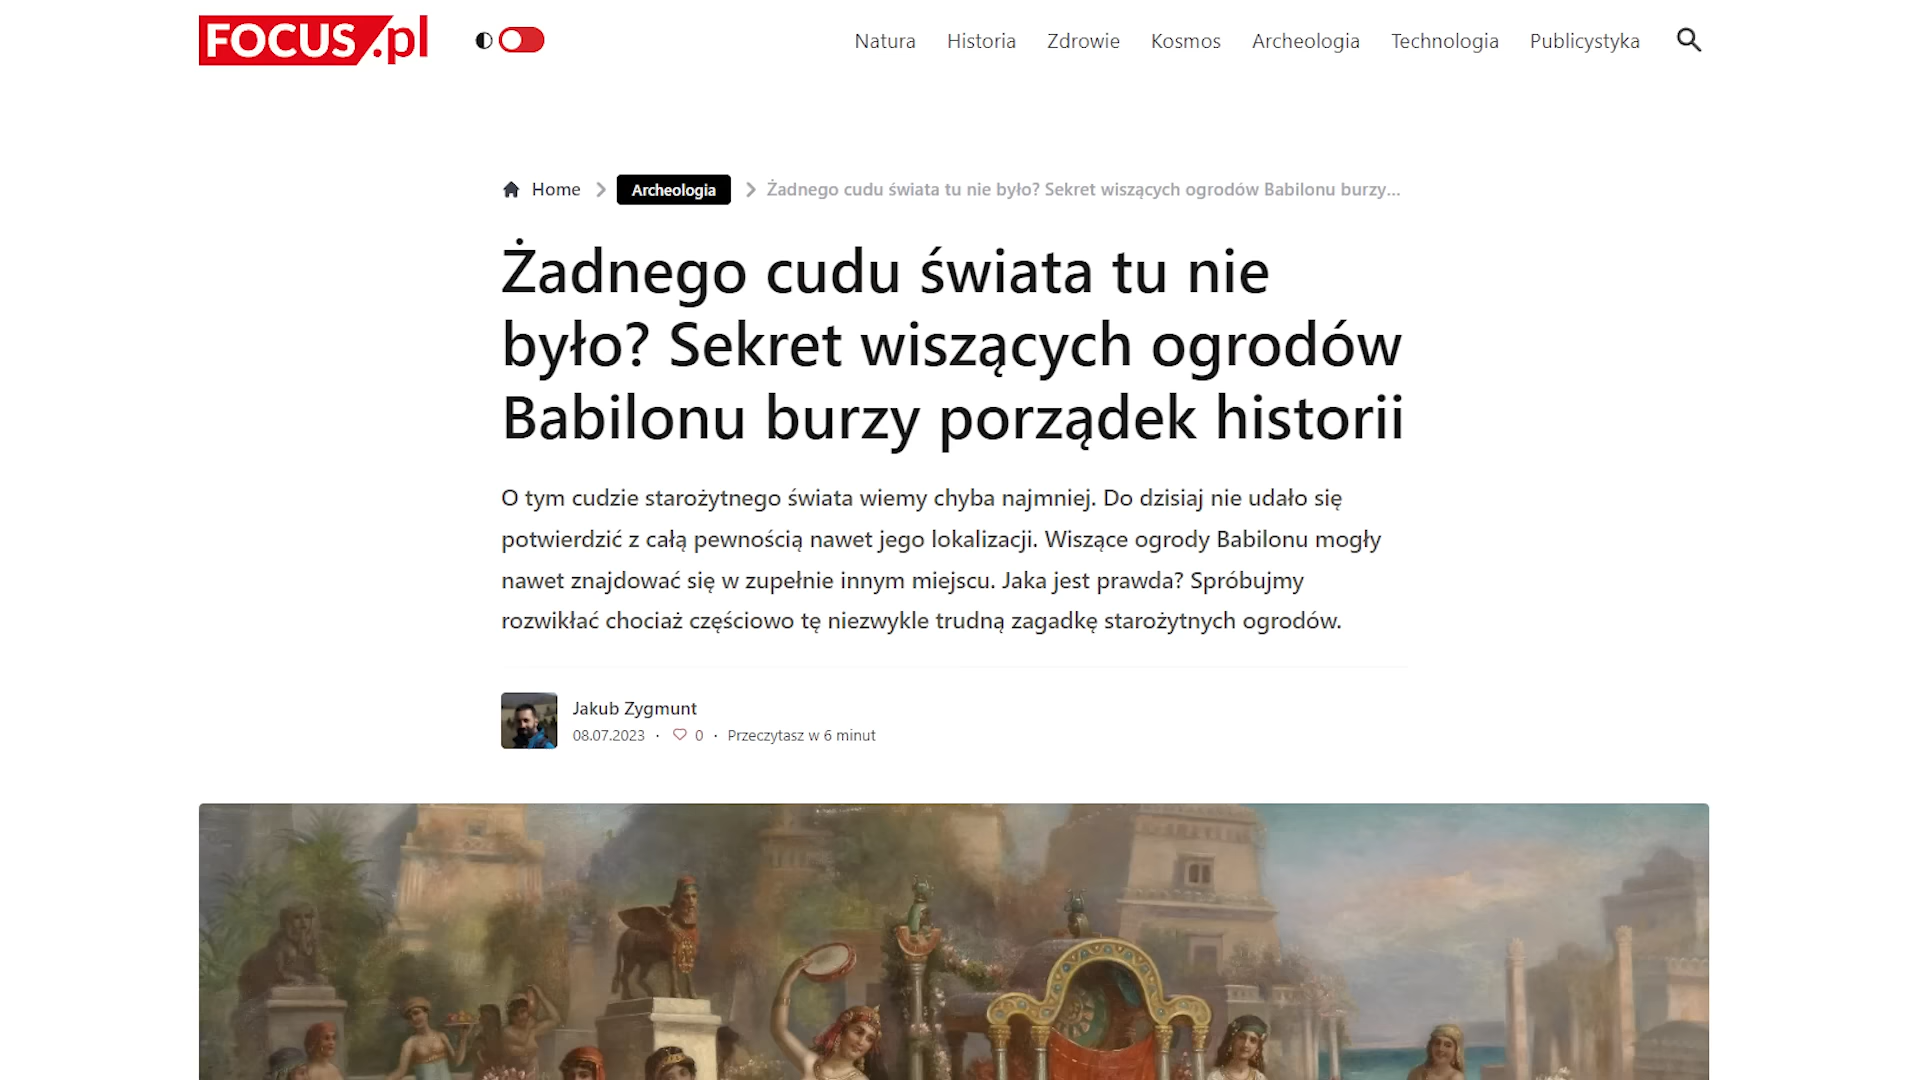 FOCUS.pl
Natura Historia Zdrowie Kosmos Archeologia Technologia Publicystyka
Home Archeologia Żadnego cudu świata tu nie było? Sekret wiszących ogrodów Babilonu burzy...
Żadnego cudu świata tu nie
było? Sekret wiszących ogrodów
Babilonu burzy porządek historii
O tym cudzie starożytnego świata wiemy chyba najmniej. Do dzisiaj nie udało się
potwierdzić z całą pewnością nawet jego lokalizacji. Wiszące ogrody Babilonu mogły
nawet znajdować się w zupełnie innym miejscu. Jaka jest prawda? Spróbujmy
rozwikłać chociaż częściowo tę niezwykle trudną zagadkę starożytnych ogrodów.
Jakub Zygmunt
08.07.2023 · 0 · Przeczytasz w 6 minut